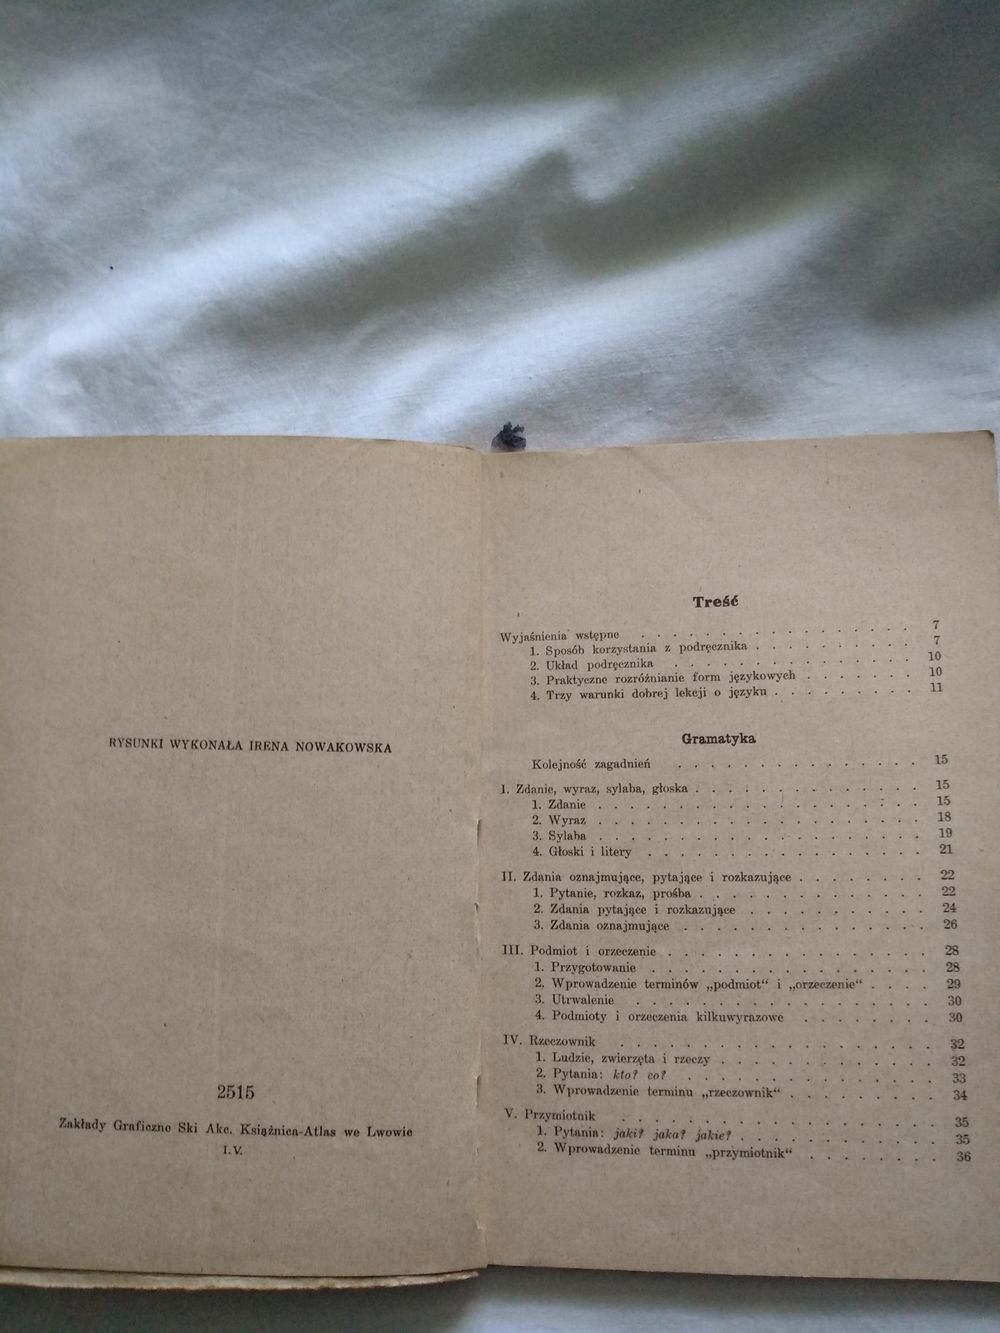 RYSUNKI WYKONAŁA IRENA NOWAKOWSKA
2515
Zakłady Graficzne Ski Akc. Książnica-Atlas we Lwowie
I. V.
Treść
Wyjaśnienia wstępne . . . . . . . . . . . . . . 7
1. Sposób korzystania z podręcznika . . . . . . . . 7
2. Układ podręcznika . . . . . . . . . . . . 10
3. Praktyczne rozróżnianie form językowych . . . . . . . 10
4. Trzy warunki dobrej lekcji o języku . . . . . . . . 11
Gramatyka
Kolejność zagadnień . . . . . . . . . . . . 15
I. Zdanie, wyraz, sylaba, głoska . . . . . . . . . . . 15
1. Zdanie . . . . . . . . . . . . . . . . 15
2. Wyraz . . . . . . . . . . . . . . . . 18
3. Sylaba . . . . . . . . . . . . . . . . 19
4. Głoski i litery . . . . . . . . . . . . . 21
II. Zdania oznajmujące, pytające i rozkazujące . . . . . . . 22
1. Pytanie, rozkaz, prośba . . . . . . . . . . . 22
2. Zdania pytające i rozkazujące . . . . . . . . . 24
3. Zdania oznajmujące . . . . . . . . . . . . 26
III. Podmiot i orzeczenie . . . . . . . . . . . . . 28
1. Przygotowanie . . . . . . . . . . . . . 28
2. Wprowadzenie terminów „podmiot“ i „orzeczenie“ . . . . 29
3. Utrwalenie . . . . . . . . . . . . . . 30
4. Podmioty i orzeczenia kilkuwyrazowe . . . . . . . 30
IV. Rzeczownik . . . . . . . . . . . . . . . 32
1. Ludzie, zwierzęta i rzeczy . . . . . . . . . . . 32
2. Pytania: kto? co? . . . . . . . . . . . . 33
3. Wprowadzenie terminu „rzeczownik“ . . . . . . . . 34
V. Przymiotnik . . . . . . . . . . . . . . . 35
1. Pytania: jaki? jaka? jakie? . . . . . . . . . . 35
2. Wprowadzenie terminu „przymiotnik“ . . . . . . . 36